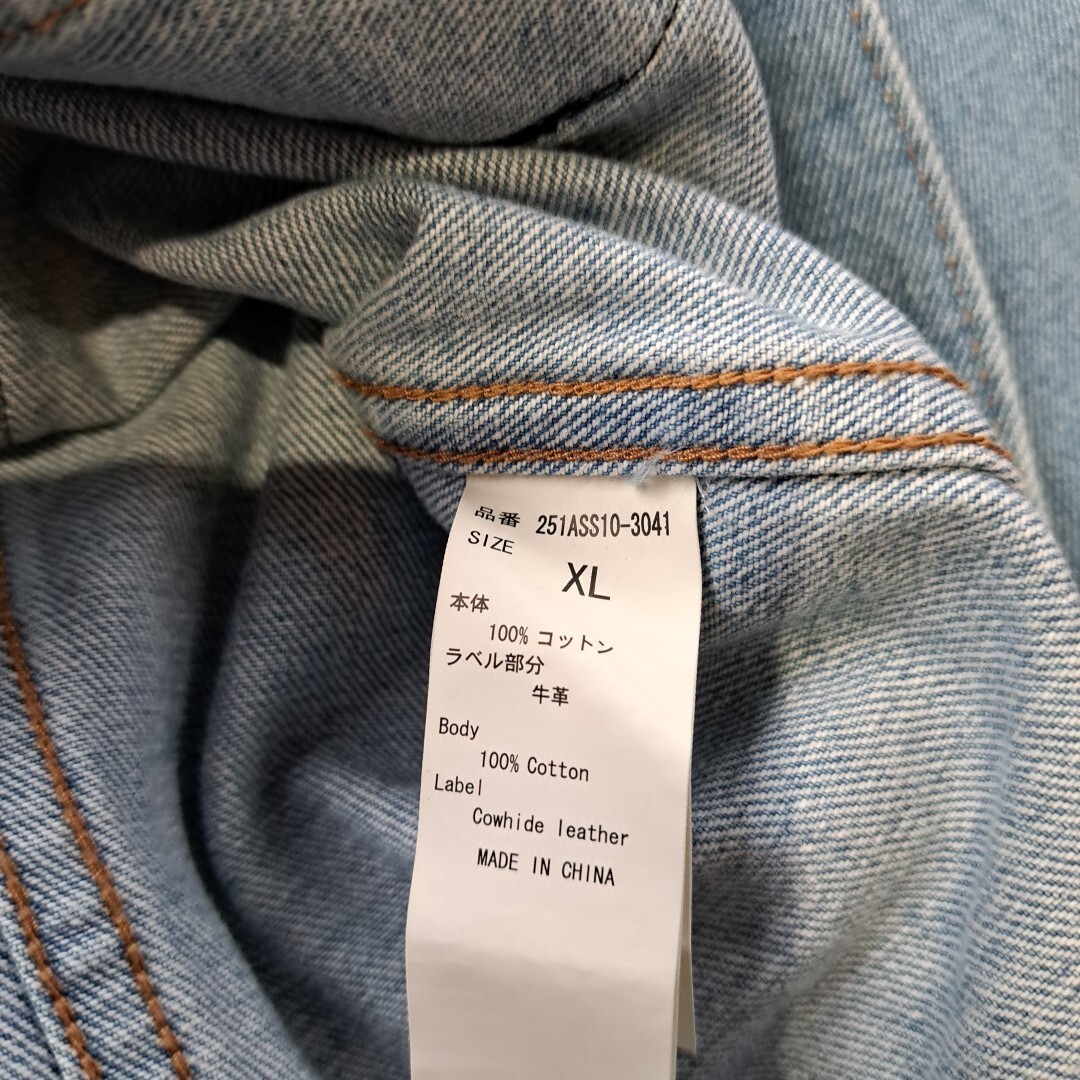 品番 251ASS10-3041
SIZE
XL
本体
100% コットン
ラベル部分
牛革
Body
100% Cotton
Label
Cowhide leather
MADE IN CHINA